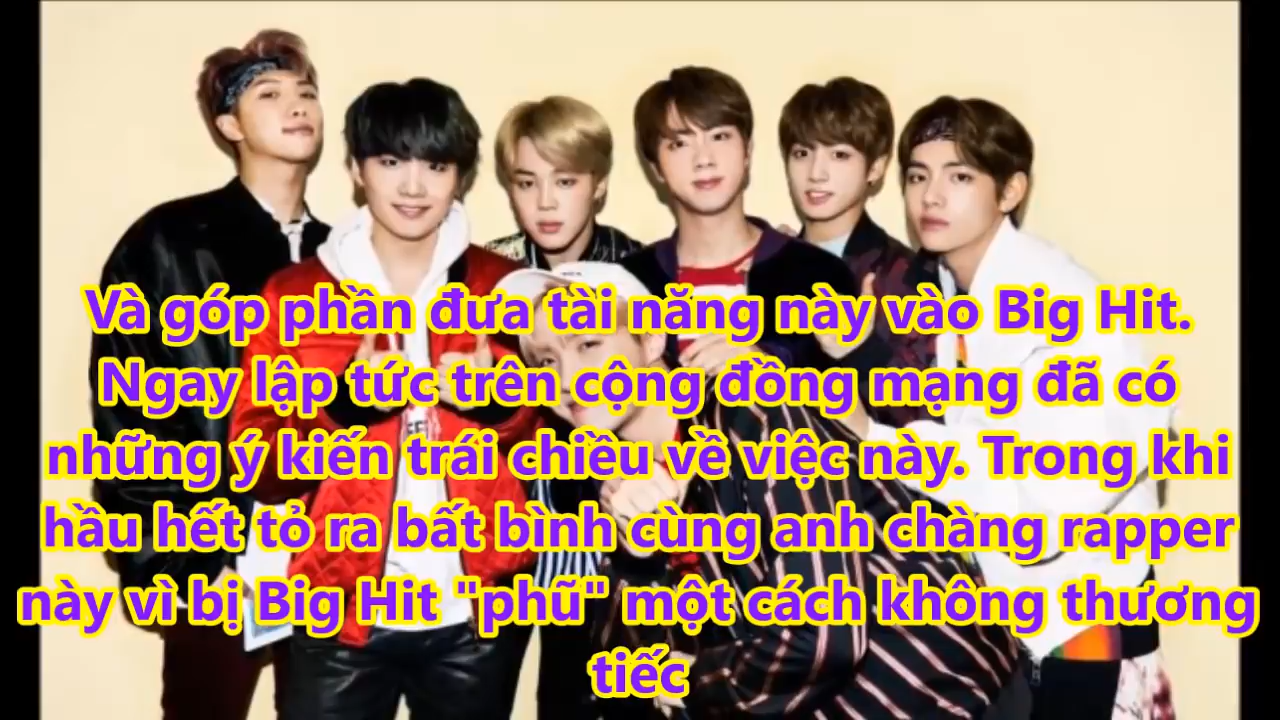 Và góp phần đưa tài năng này vào Big Hit.
Ngay lập tức trên cộng đồng mạng đã có
những ý kiến trái chiều về việc này. Trong khi
hầu hết tỏ ra bất bình cùng anh chàng rapper
này vì bị Big Hit "phũ" một cách không thương
tiếc